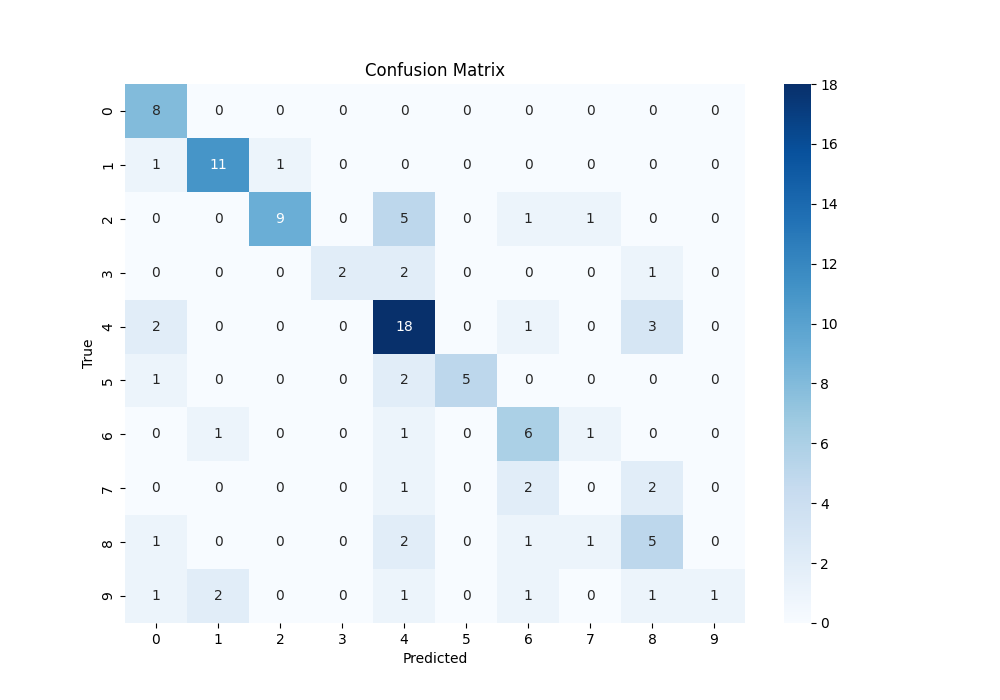 Confusion Matrix
0 8 0 0 0 0 0 0 0 0 0
1 1 11 1 0 0 0 0 0 0 0
2 0 0 9 0 5 0 1 1 0 0
3 0 0 0 2 2 0 0 0 1 0
4 2 0 0 0 18 0 1 0 3 0
5 1 0 0 0 2 5 0 0 0 0
6 0 1 0 0 1 0 6 1 0 0
7 0 0 0 0 1 0 2 0 2 0
8 1 0 0 0 2 0 1 1 5 0
9 1 2 0 0 1 0 1 0 1 1
0 1 2 3 4 5 6 7 8 9
Predicted
True
18
16
14
12
10
8
6
4
2
0